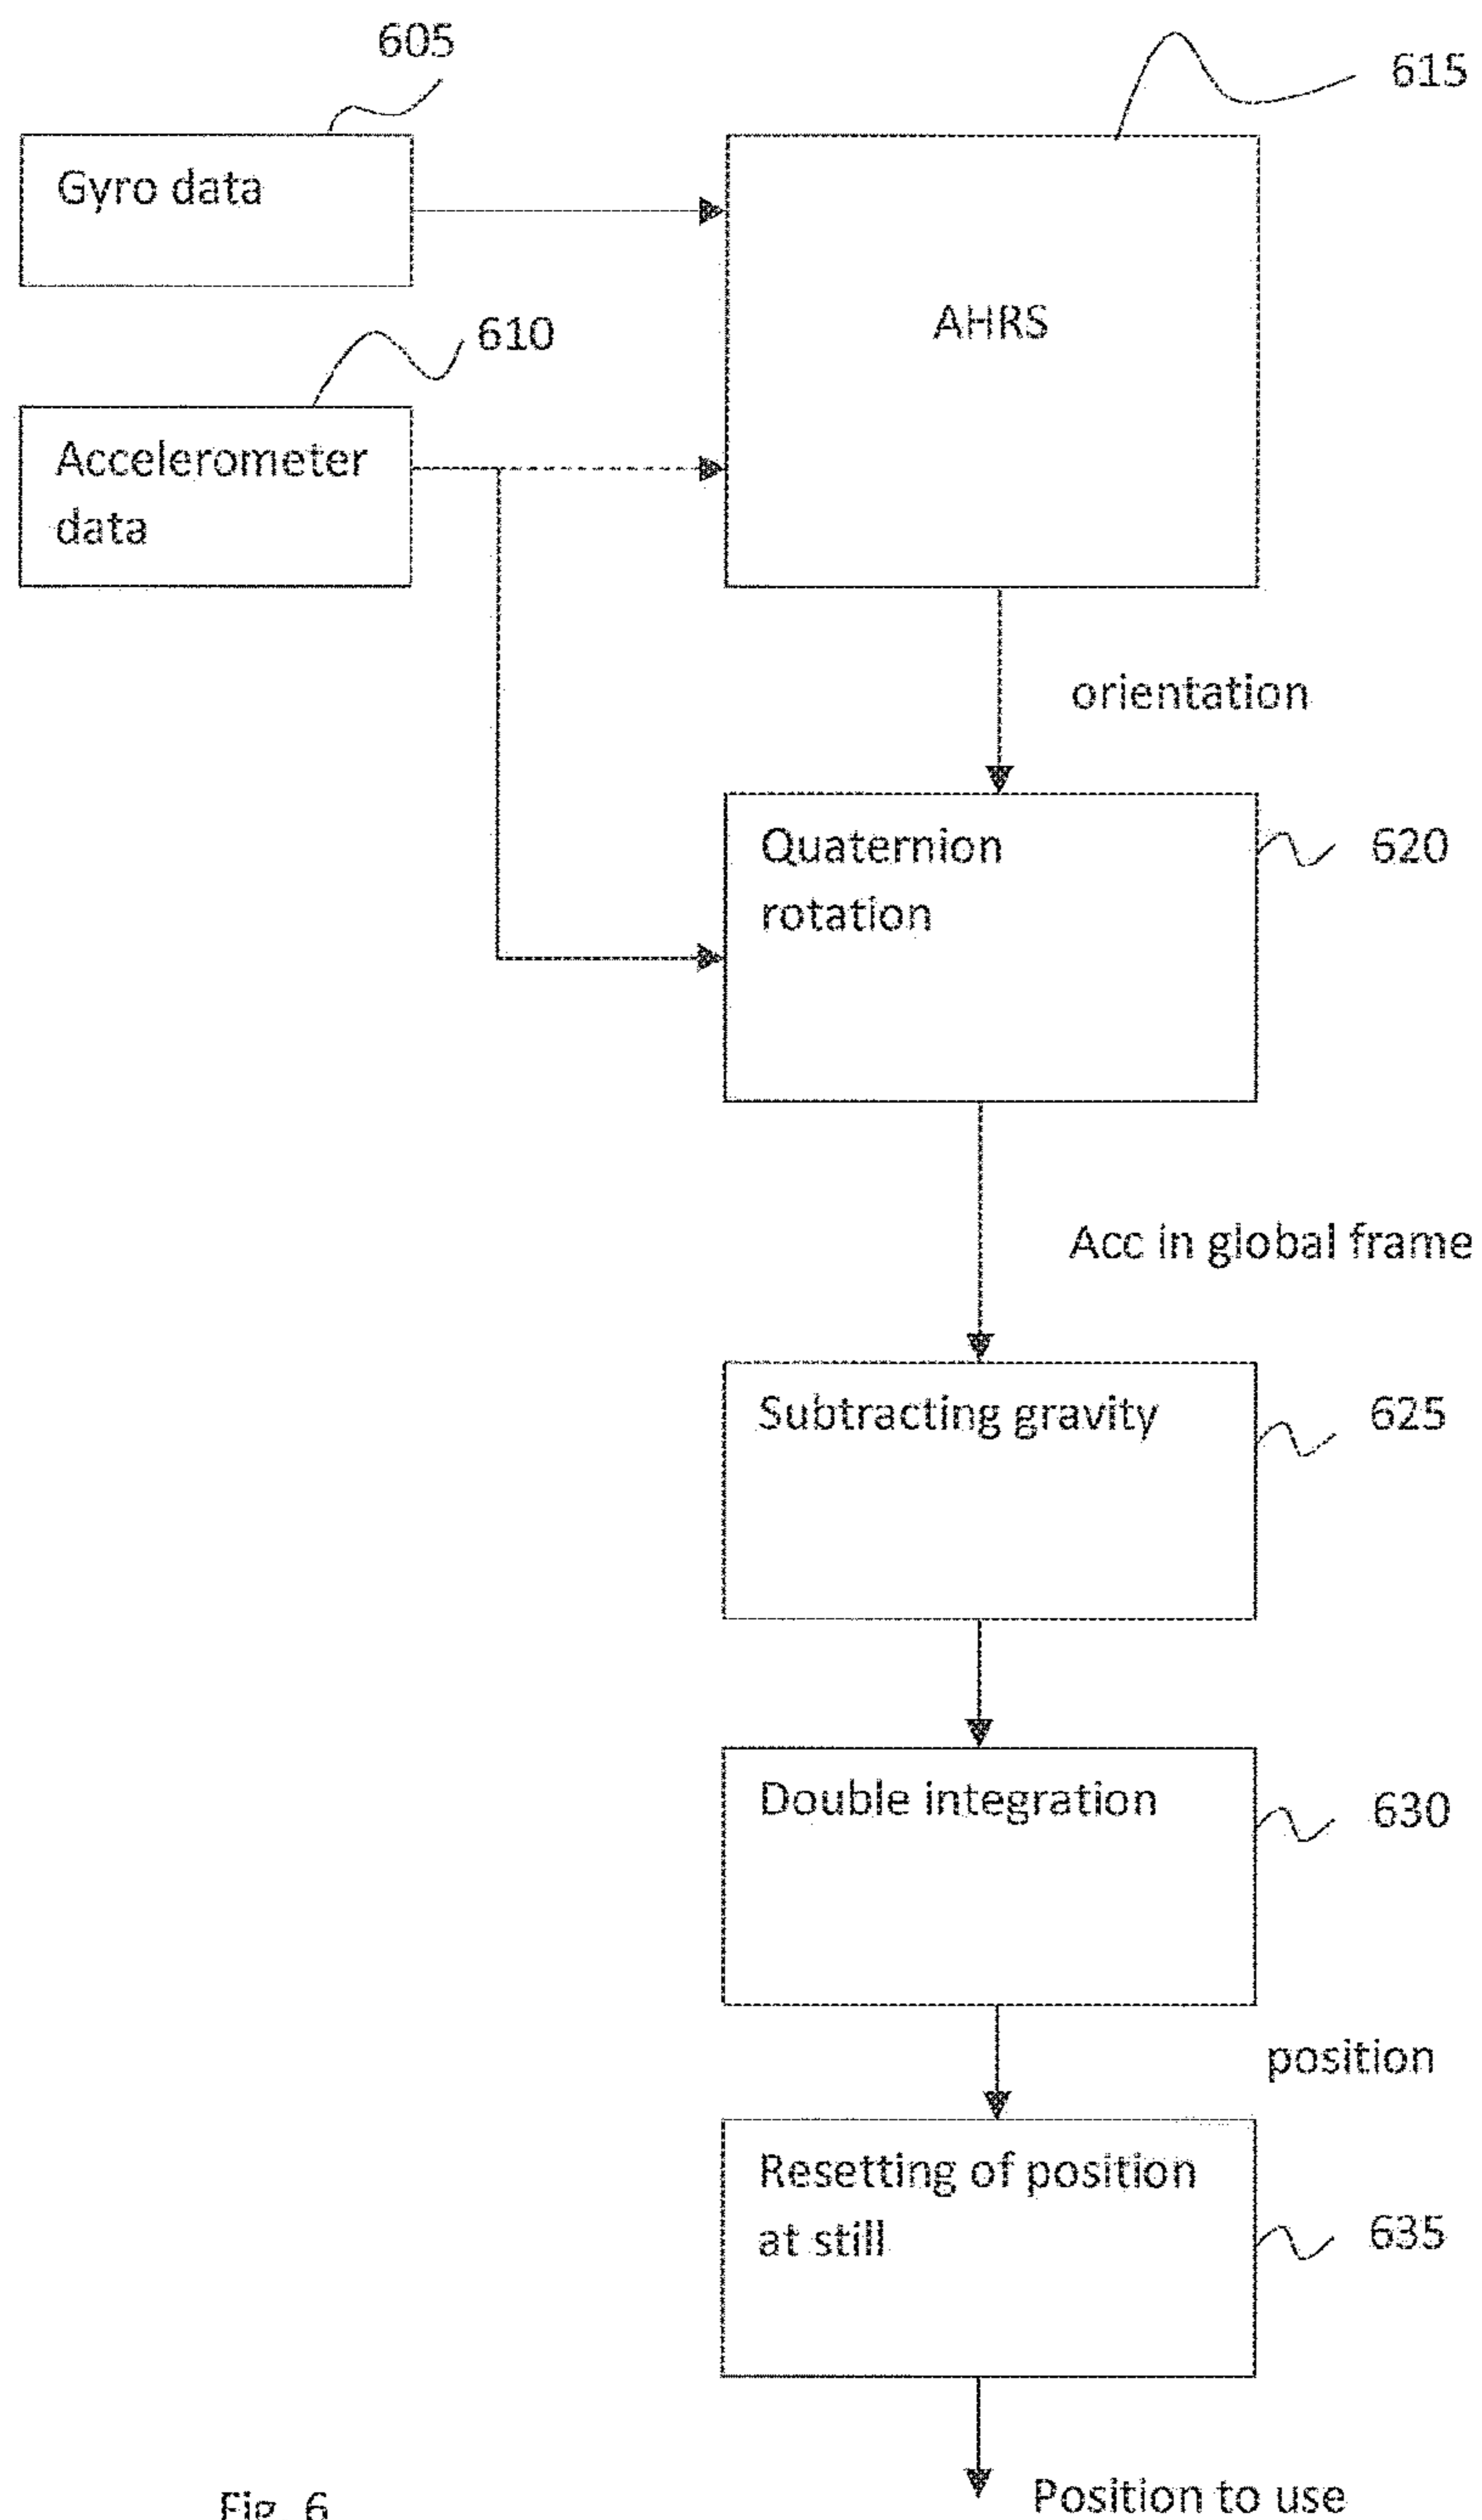 605
615
Gyro data
AHRS
610
Accelerometer
data
orientation
Quaternion
rotation
620
Acc in global frame
Subtracting gravity
625
Double integration
630
position
Resetting of position
at still
635
Position to use
Fig. 6